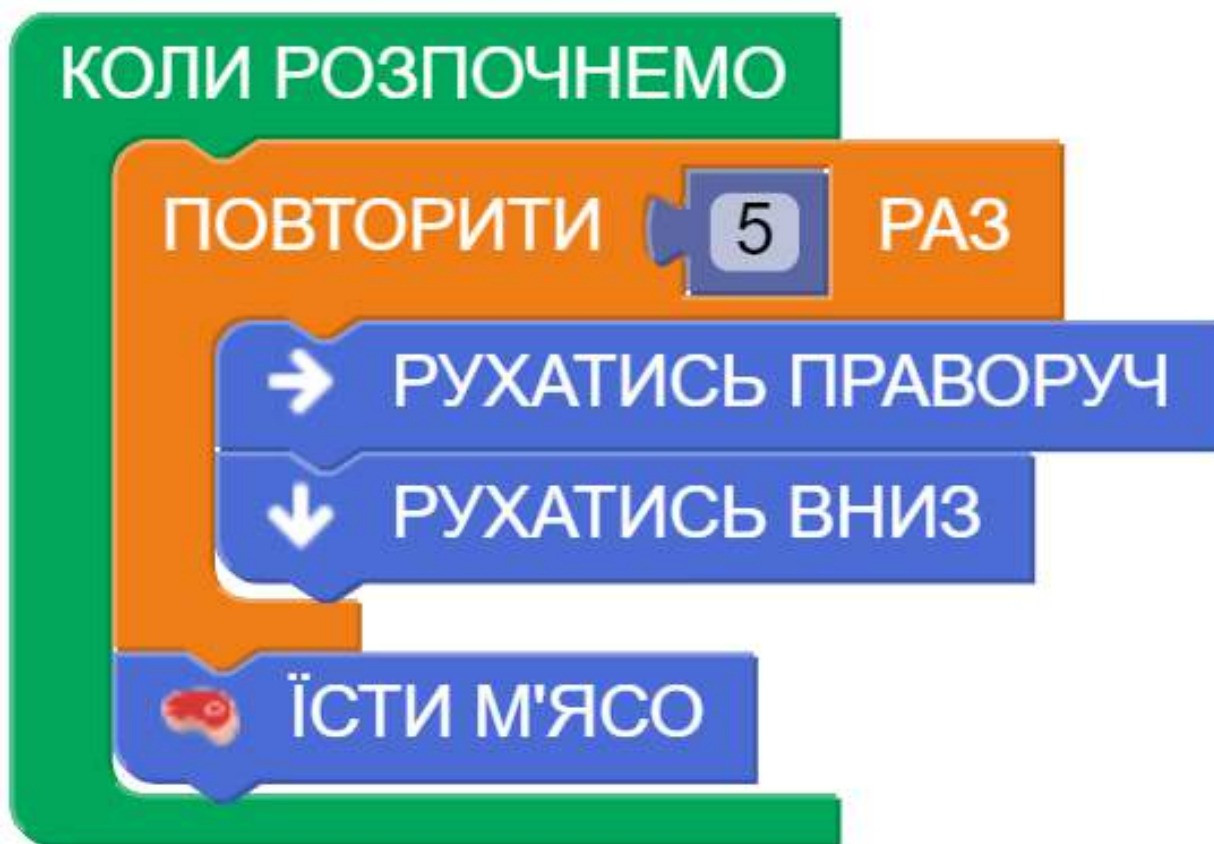 КОЛИ РОЗПОЧНЕМО
ПОВТОРИТИ 5 РАЗ
РУХАТИСЬ ПРАВОРУЧ
РУХАТИСЬ ВНИЗ
ЇСТИ М'ЯСО